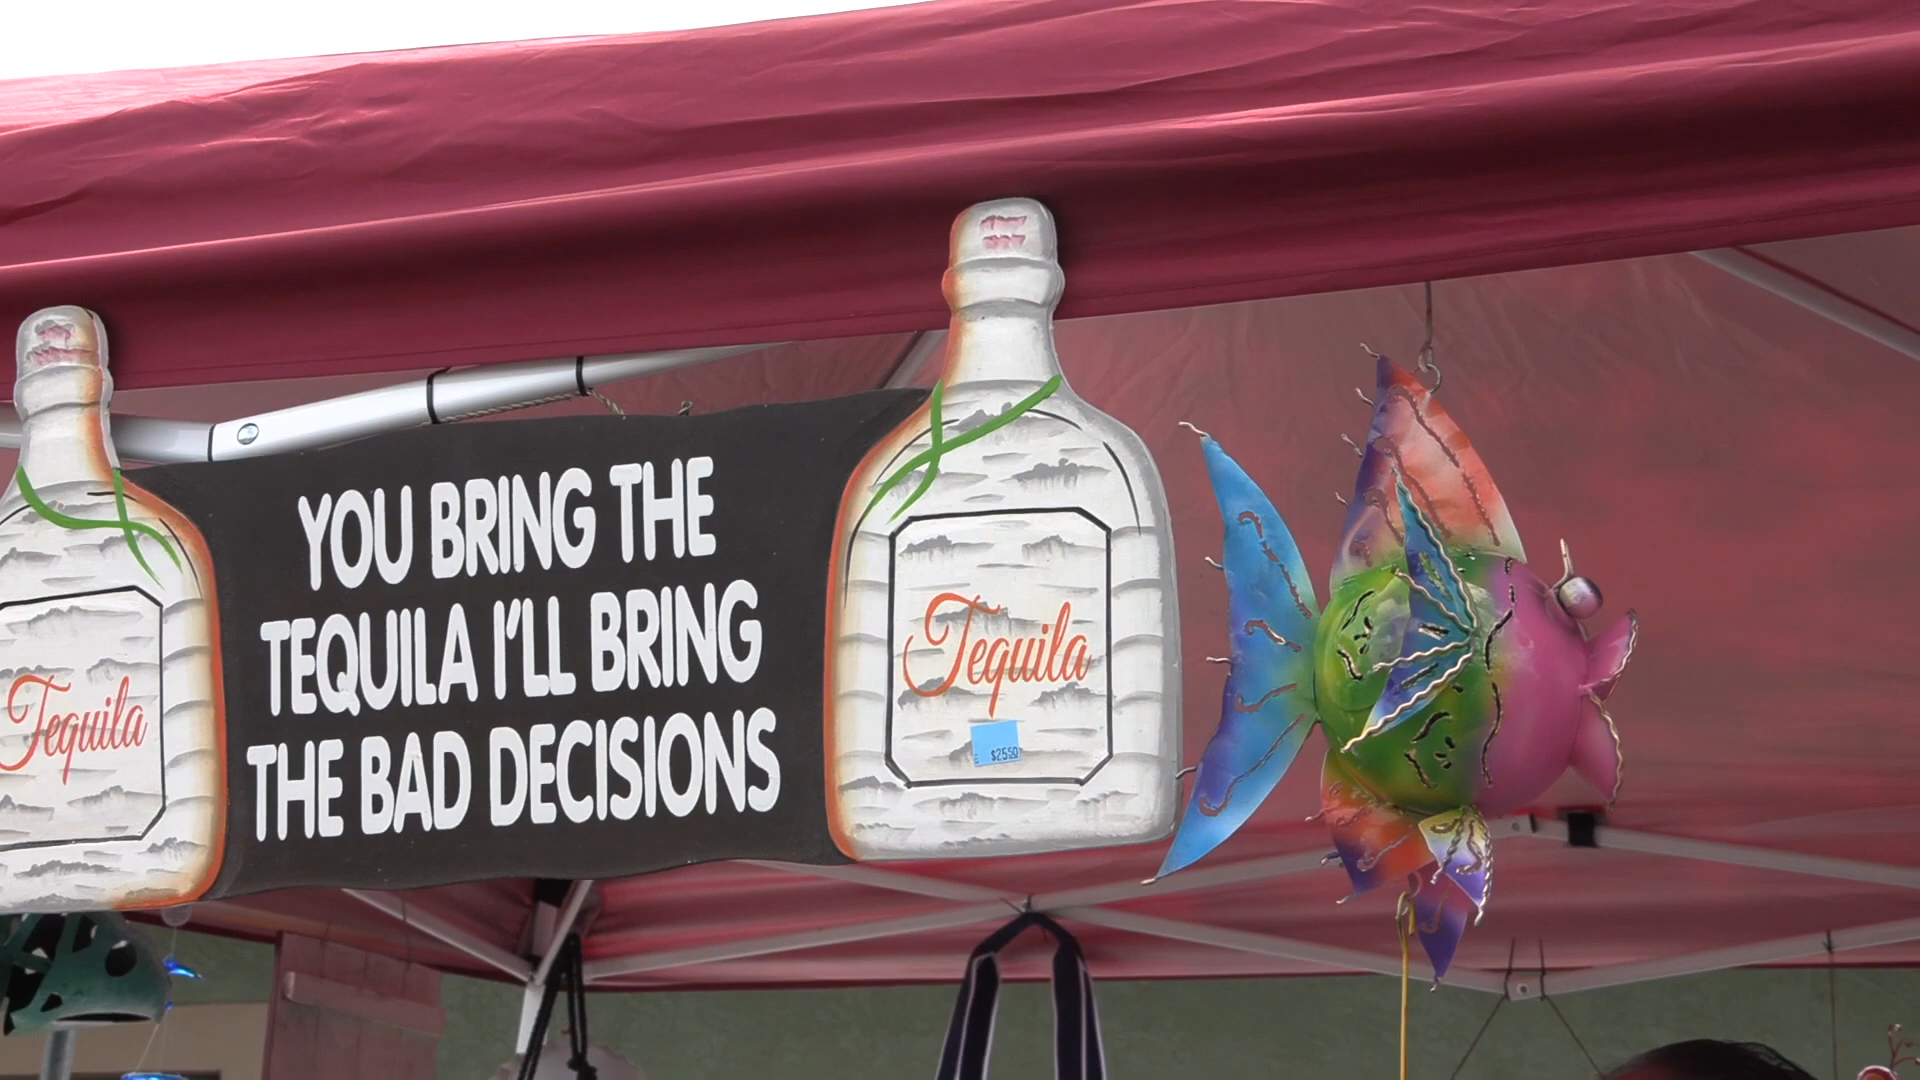 YOU BRING THE
TEQUILA I'LL BRING
THE BAD DECISIONS
Tequila
Tequila
$25.50